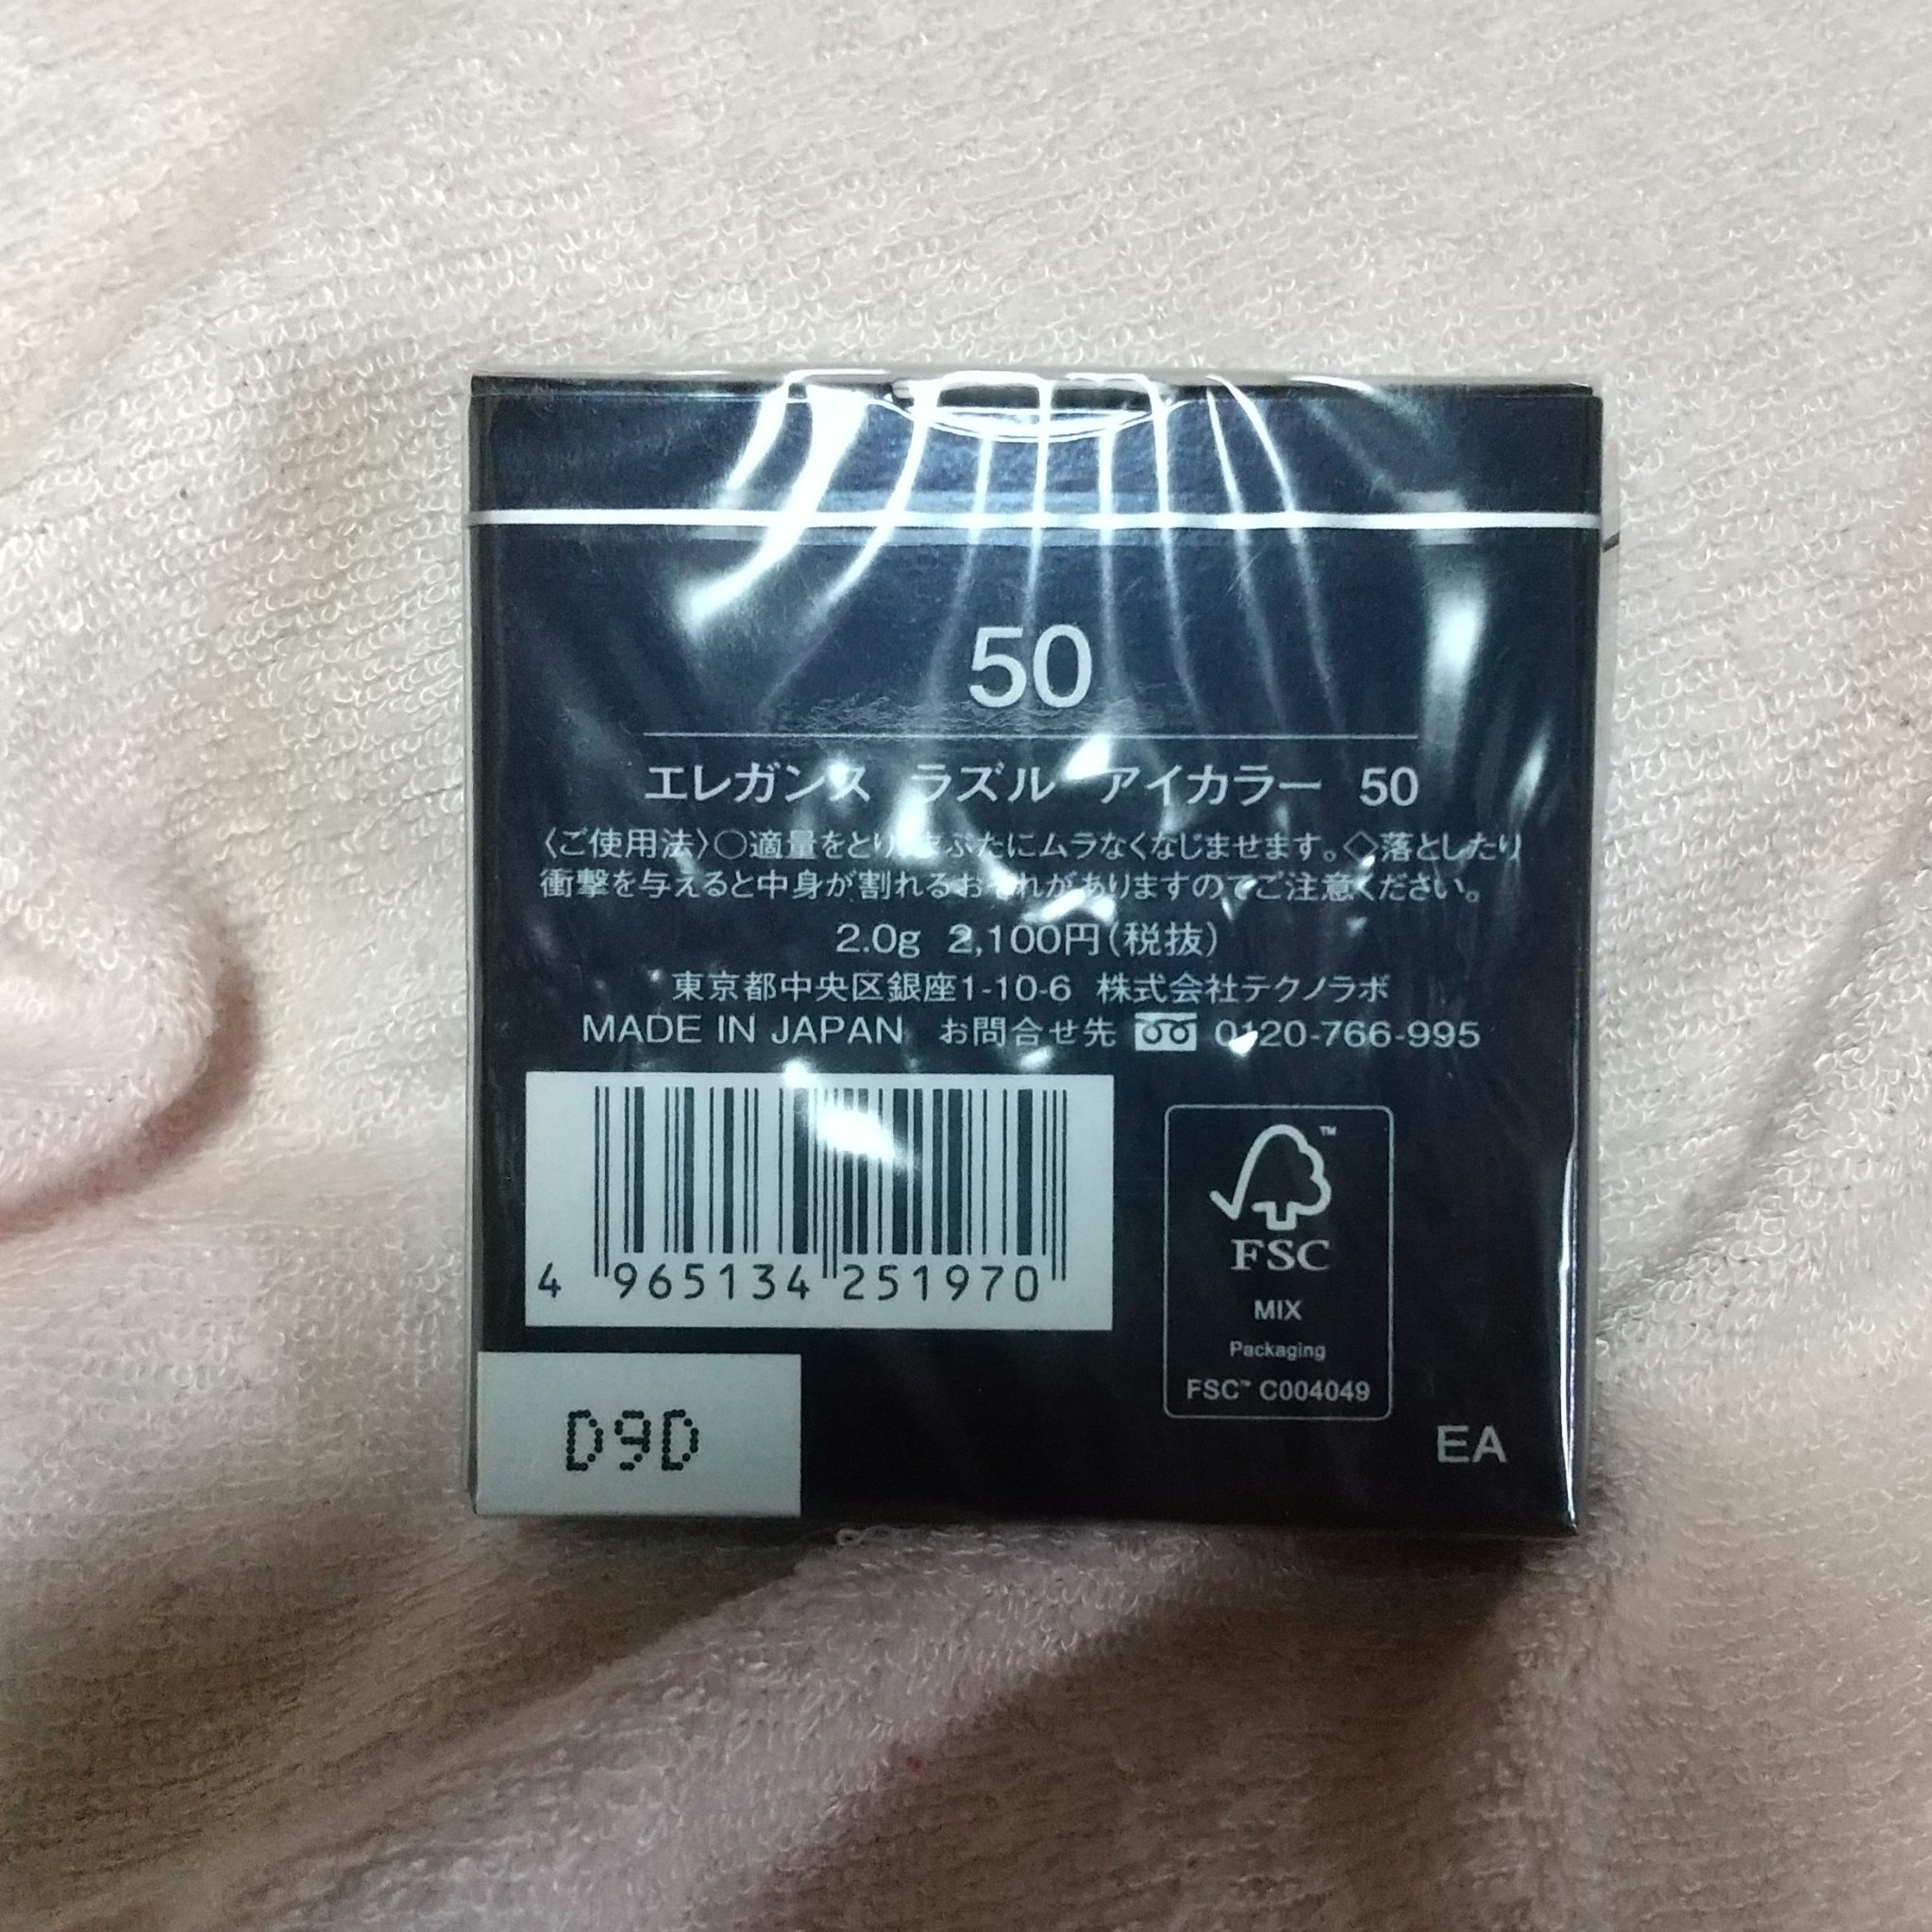 50
エレガンス ラズル アイカラー 50
〈ご使用法〉○適量をとりまぶたにムラなくなじませます。◇落としたり
衝撃を与えると中身が割れるおそれがありますのでご注意ください。
2.0g 2,100円(税抜)
東京都中央区銀座1-10-6 株式会社テクノラボ
MADE IN JAPAN お問合せ先 0120-766-995
4 965134 251970
FSC™
MIX
Packaging
FSC™ C004049
D9D
EA